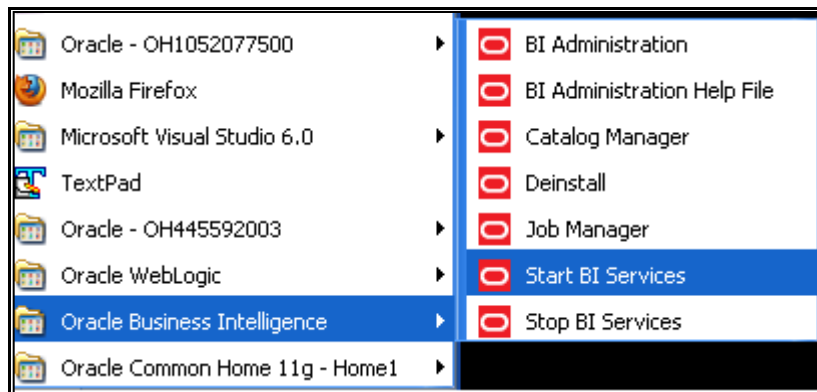 Oracle - OH1052077500
Mozilla Firefox
Microsoft Visual Studio 6.0
TextPad
Oracle - OH445592003
Oracle WebLogic
Oracle Business Intelligence
Oracle Common Home 11g - Home1
BI Administration
BI Administration Help File
Catalog Manager
Deinstall
Job Manager
Start BI Services
Stop BI Services